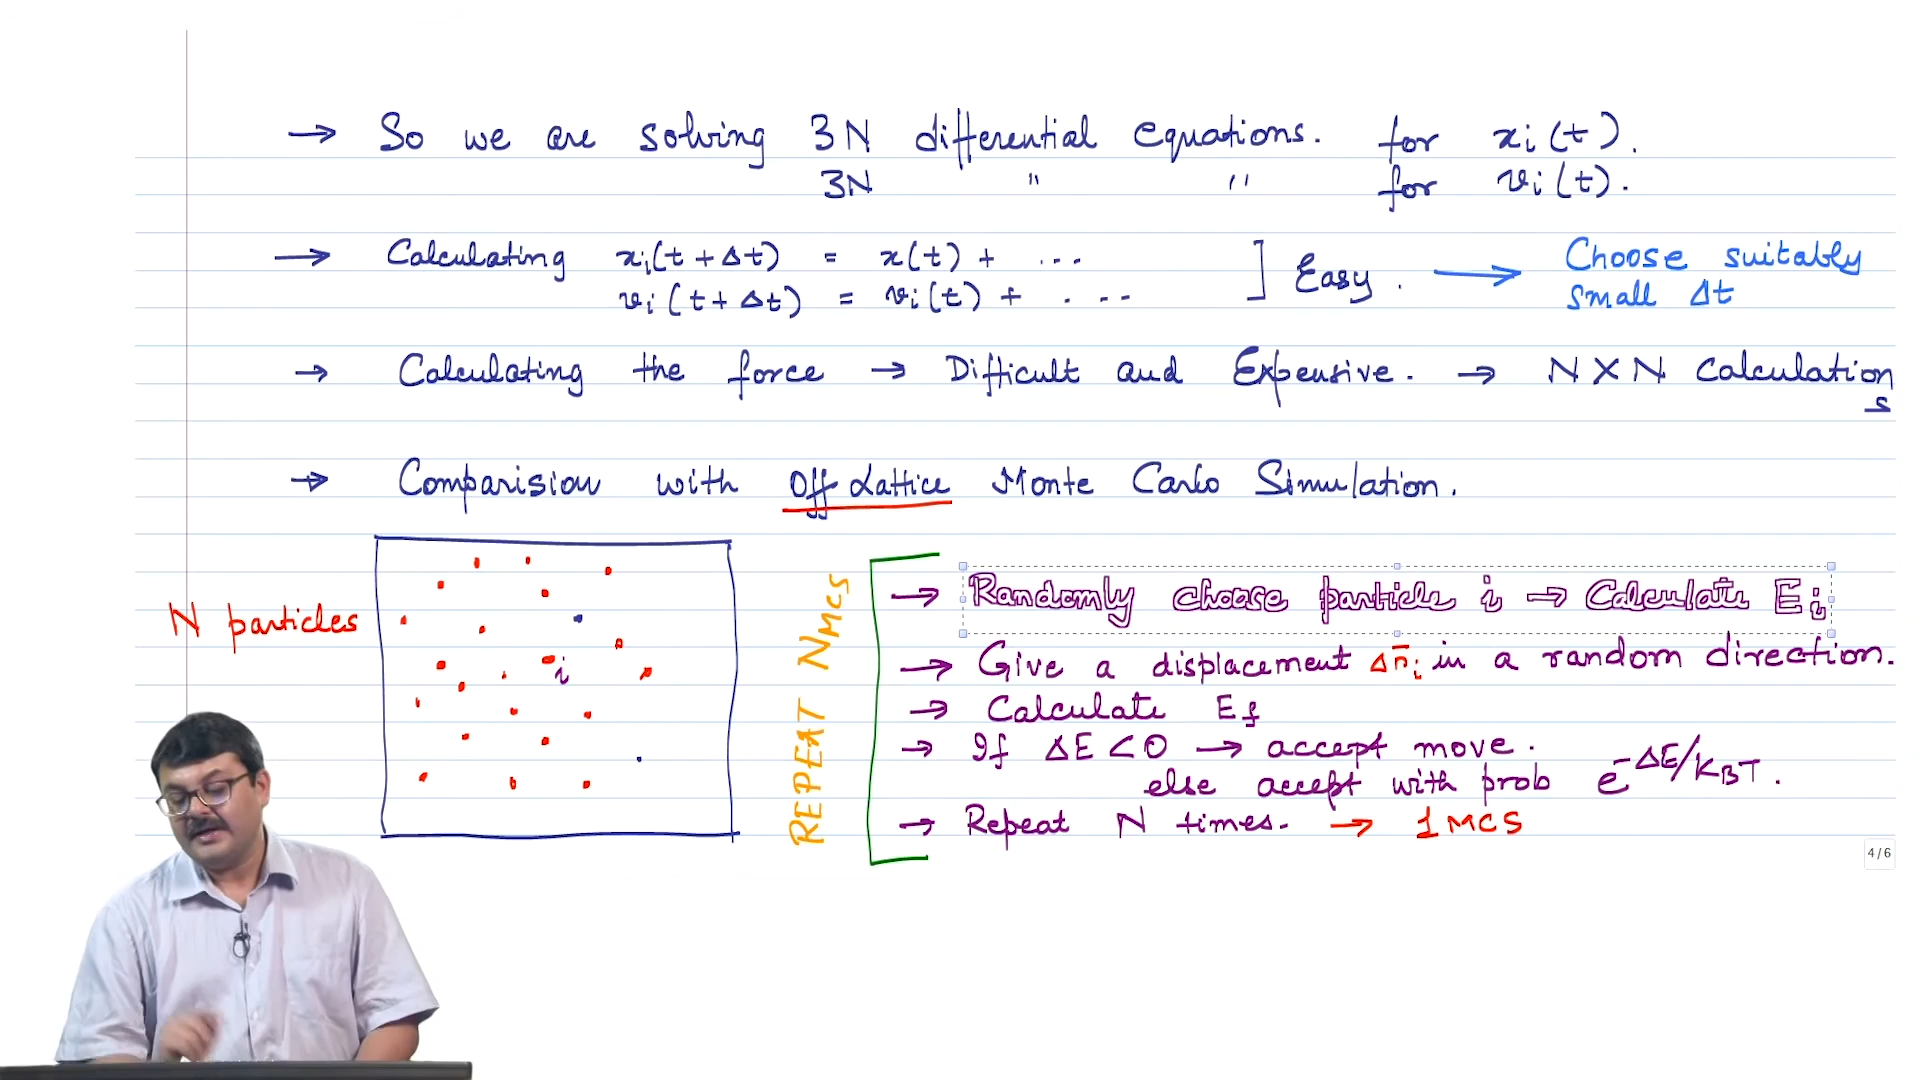 → So we are solving 3N differential equations. for xi(t).
3N " " for vi(t).
→ Calculating xi(t + Δt) = x(t) + ...
vi(t + Δt) = vi(t) + . . . ] Easy. → Choose suitably
small Δt
→ Calculating the force → Difficult and Expensive. → N X N Calculation
s
→ Comparision with Off Lattice Monte Carlo Simulation.
N particles
i
REPEAT NMCS
→ Randomly choose particle i → Calculate Ei
→ Give a displacement Δr̄i in a random direction.
→ Calculate Ef
→ If ΔE < 0 → accept move.
else accept with prob e^-ΔE/KBT.
→ Repeat N times. → 1 MCS
4/6